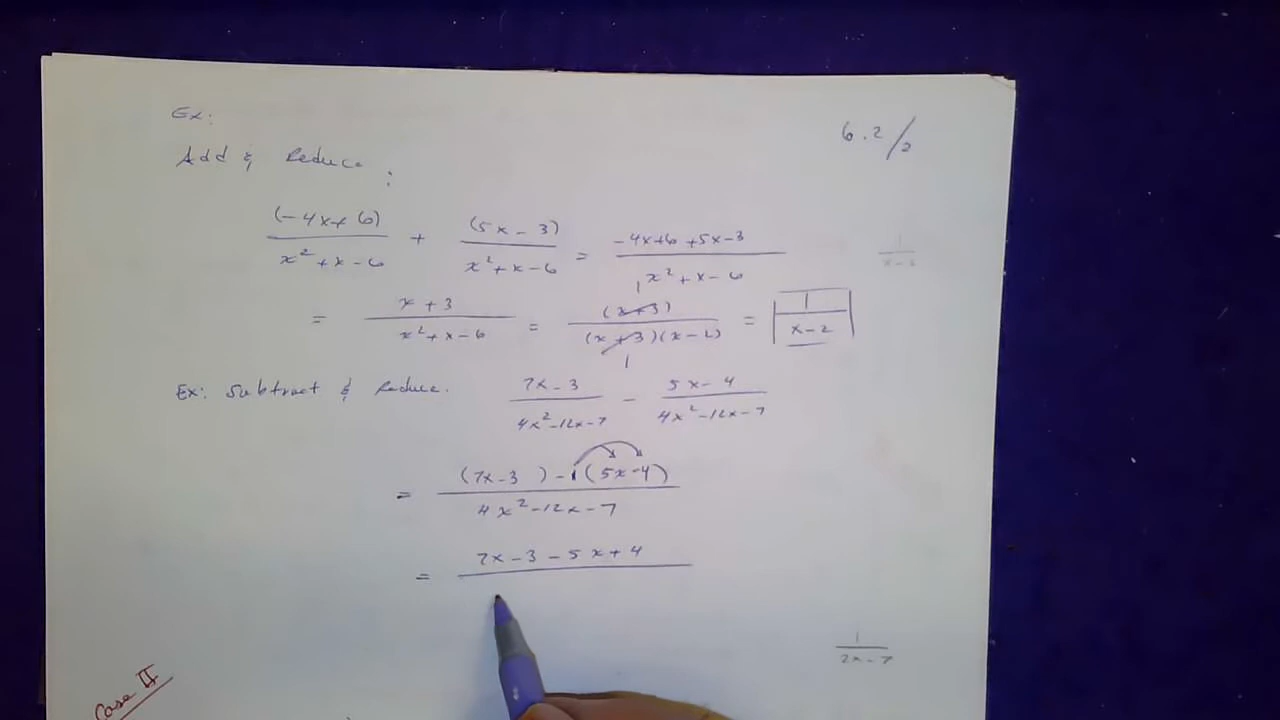 Ex:
6.2/2
Add & Reduce:
(-4x+6)/(x²+x-6) + (5x-3)/(x²+x-6) = (-4x+6+5x-3)/(x²+x-6)
= (x+3)/(x²+x-6) = (x+3)/((x+3)(x-2)) = 1/(x-2)
Ex: Subtract & Reduce. (7x-3)/(4x²-12x-7) - (5x-4)/(4x²-12x-7)
= ((7x-3) - 1(5x-4))/(4x²-12x-7)
= 7x-3-5x+4
1/(2x-7)
Case II